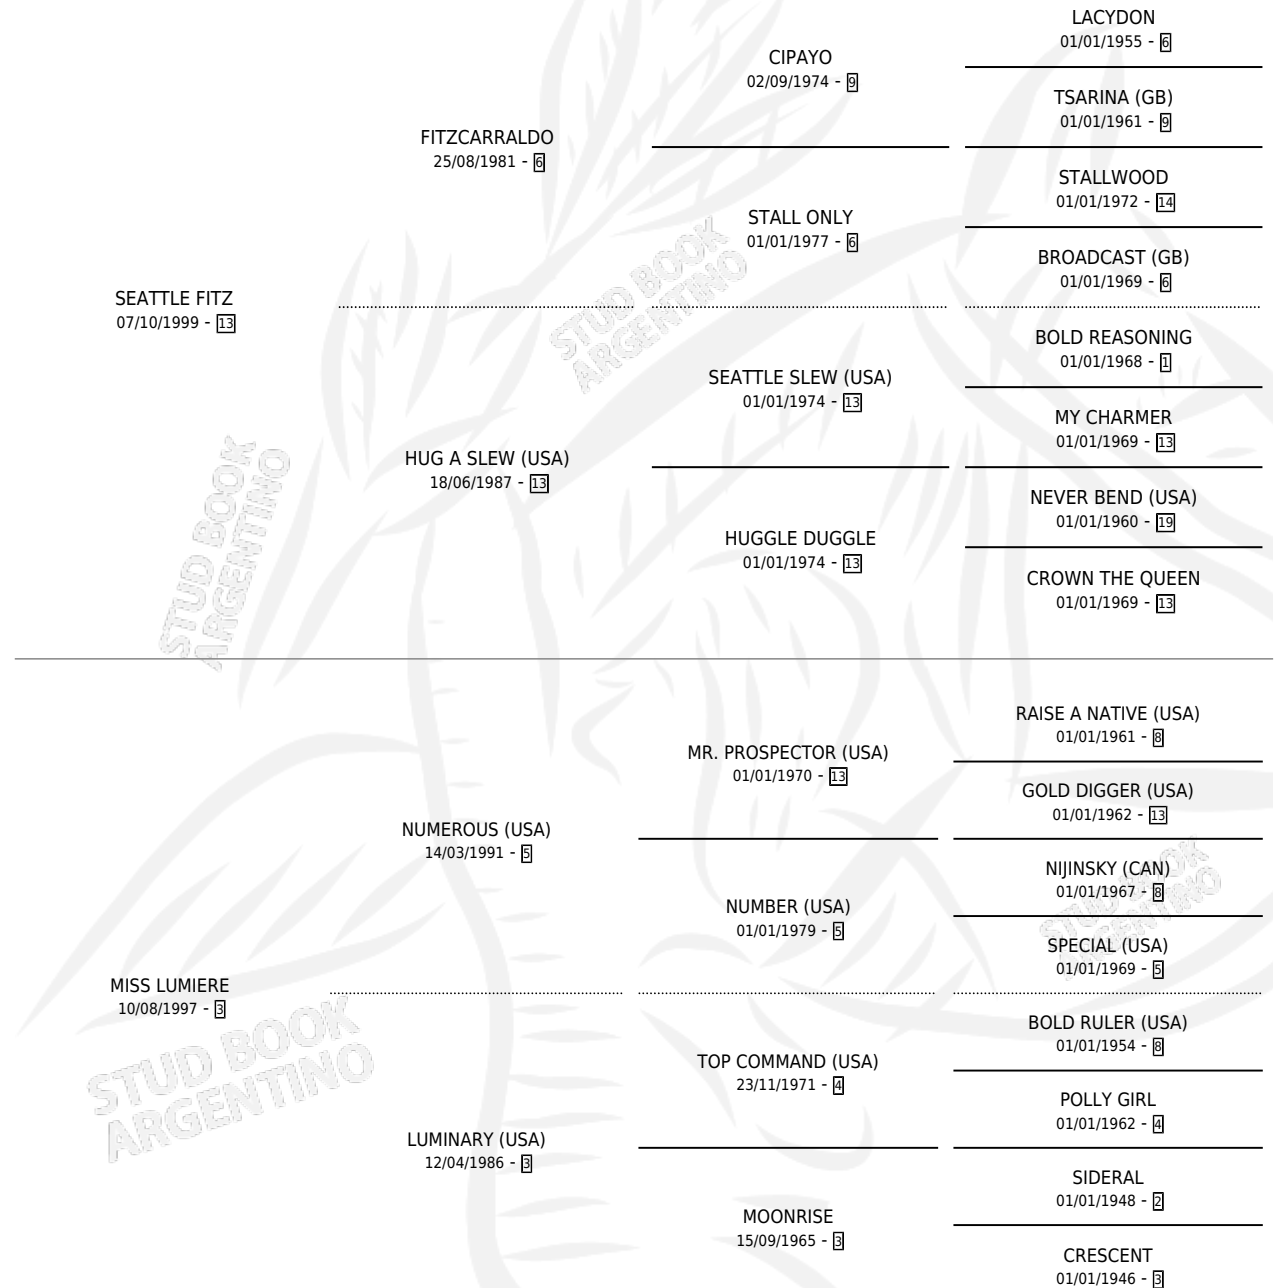 LACYDON
01/01/1955 - 6
CIPAYO
02/09/1974 - 9
TSARINA (GB)
01/01/1961 - 9
FITZCARRALDO
25/08/1981 - 6
STALLWOOD
01/01/1972 - 14
STALL ONLY
01/01/1977 - 6
BROADCAST (GB)
01/01/1969 - 6
SEATTLE FITZ
07/10/1999 - 13
STUD BOOK
ARGENTINO
BOLD REASONING
01/01/1968 - 1
SEATTLE SLEW (USA)
01/01/1974 - 13
MY CHARMER
01/01/1969 - 13
HUG A SLEW (USA)
18/06/1987 - 13
NEVER BEND (USA)
01/01/1960 - 19
HUGGLE DUGGLE
01/01/1974 - 13
CROWN THE QUEEN
01/01/1969 - 13
STUD BOOK
ARGENTINO
RAISE A NATIVE (USA)
01/01/1961 - 8
MR. PROSPECTOR (USA)
01/01/1970 - 13
GOLD DIGGER (USA)
01/01/1962 - 13
NUMEROUS (USA)
14/03/1991 - 5
NIJINSKY (CAN)
01/01/1967 - 8
NUMBER (USA)
01/01/1979 - 5
STUD BOOK
ARGENTINO
SPECIAL (USA)
01/01/1969 - 5
MISS LUMIERE
10/08/1997 - 3
BOLD RULER (USA)
01/01/1954 - 8
TOP COMMAND (USA)
23/11/1971 - 4
STUD BOOK
ARGENTINO
POLLY GIRL
01/01/1962 - 4
LUMINARY (USA)
12/04/1986 - 3
SIDERAL
01/01/1948 - 2
MOONRISE
15/09/1965 - 3
CRESCENT
01/01/1946 - 3